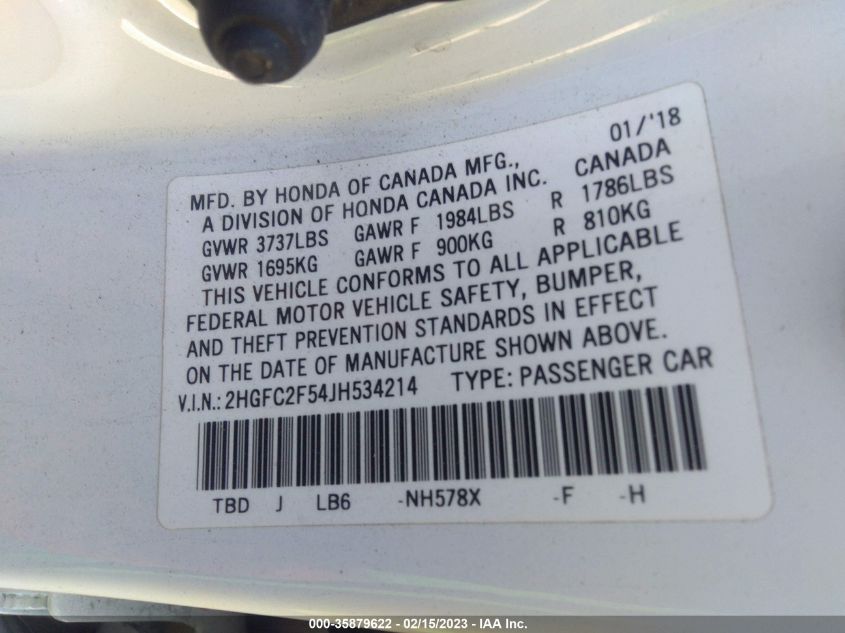 01/'18
MFD. BY HONDA OF CANADA MFG.,
A DIVISION OF HONDA CANADA INC. CANADA
GVWR 3737LBS GAWR F 1984LBS R 1786LBS
GVWR 1695KG GAWR F 900KG R 810KG
THIS VEHICLE CONFORMS TO ALL APPLICABLE
FEDERAL MOTOR VEHICLE SAFETY, BUMPER,
AND THEFT PREVENTION STANDARDS IN EFFECT
ON THE DATE OF MANUFACTURE SHOWN ABOVE.
V.I.N.: 2HGFC2F54JH534214 TYPE: PASSENGER CAR
TBD J LB6 -NH578X -F -H
000-35879622 - 02/15/2023 - IAA Inc.